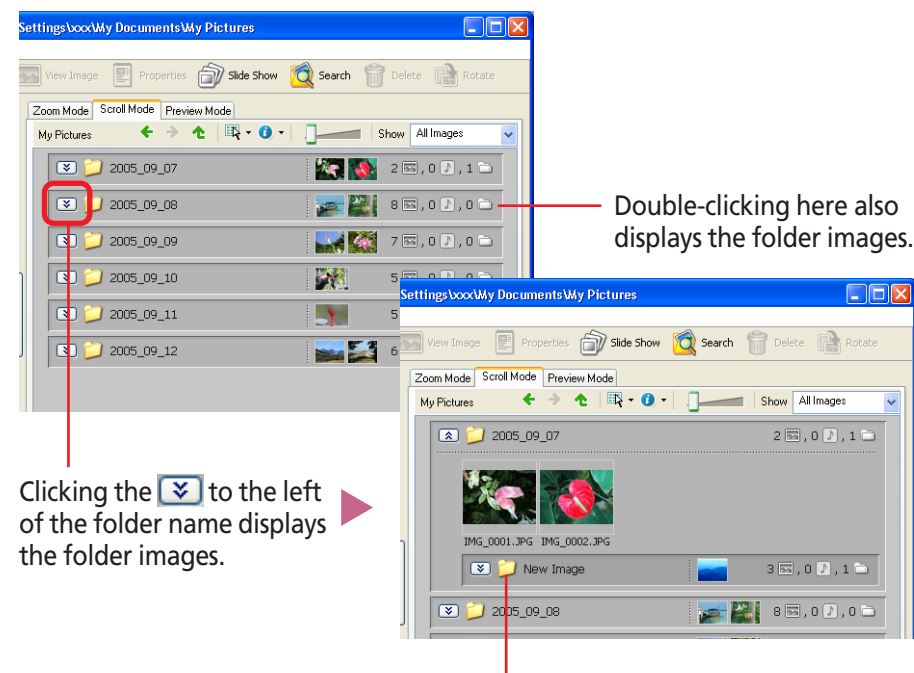 Settings\xxx\My Documents\My Pictures
View Image Properties Slide Show Search Delete Rotate
Zoom Mode Scroll Mode Preview Mode
My Pictures Show All Images
2005_09_07 2 , 0 , 1
2005_09_08 8 , 0 , 0
2005_09_09 7 , 0 , 0
2005_09_10 5 , 0 , 0
2005_09_11 5
2005_09_12 6
Double-clicking here also
displays the folder images.
Clicking the to the left
of the folder name displays
the folder images.
Settings\xxx\My Documents\My Pictures
View Image Properties Slide Show Search Delete Rotate
Zoom Mode Scroll Mode Preview Mode
My Pictures Show All Images
2005_09_07 2 , 0 , 1
IMG_0001.JPG IMG_0002.JPG
New Image 3 , 0 , 1
2005_09_08 8 , 0 , 0